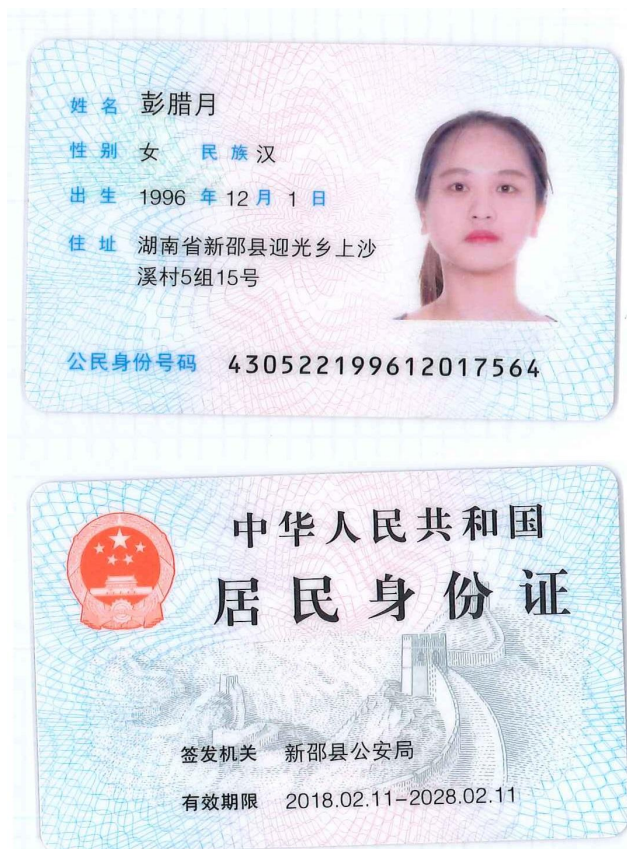 姓名 彭腊月
性别 女 民族 汉
出生 1996 年 12 月 1 日
住址 湖南省新邵县迎光乡上沙
溪村5组15号
公民身份号码 430522199612017564
中华人民共和国
居民身份证
签发机关 新邵县公安局
有效期限 2018.02.11-2028.02.11